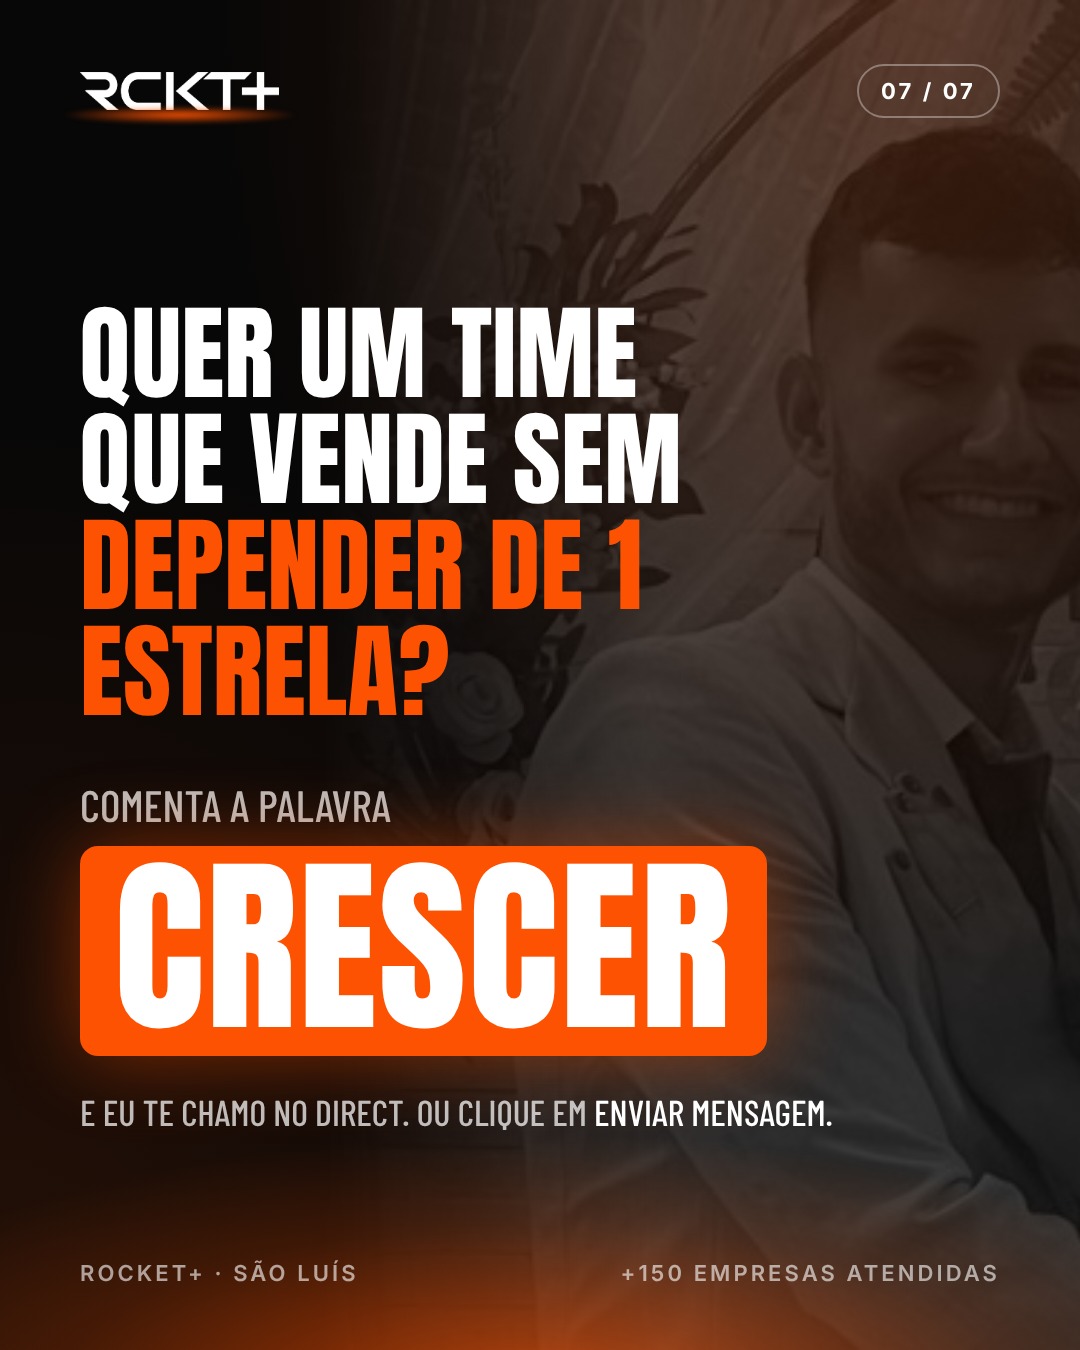 RCKT+
07 / 07
QUER UM TIME
QUE VENDE SEM
DEPENDER DE 1
ESTRELA?
COMENTA A PALAVRA
CRESCER
E EU TE CHAMO NO DIRECT. OU CLIQUE EM ENVIAR MENSAGEM.
ROCKET+ · SÃO LUÍS
+150 EMPRESAS ATENDIDAS